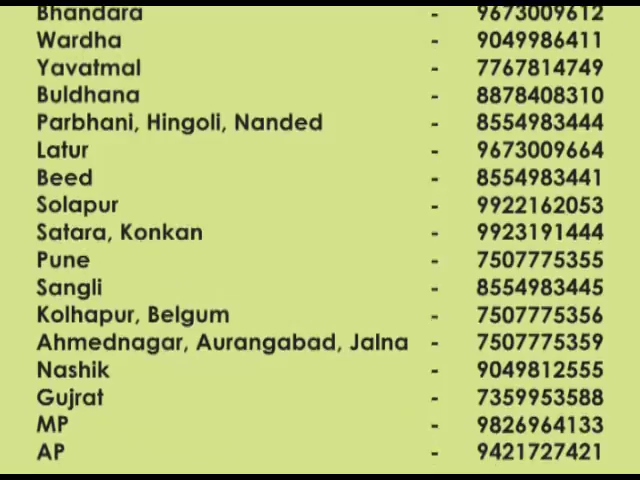 Bhandara - 9673009612
Wardha - 9049986411
Yavatmal - 7767814749
Buldhana - 8878408310
Parbhani, Hingoli, Nanded - 8554983444
Latur - 9673009664
Beed - 8554983441
Solapur - 9922162053
Satara, Konkan - 9923191444
Pune - 7507775355
Sangli - 8554983445
Kolhapur, Belgum - 7507775356
Ahmednagar, Aurangabad, Jalna - 7507775359
Nashik - 9049812555
Gujrat - 7359953588
MP - 9826964133
AP - 9421727421